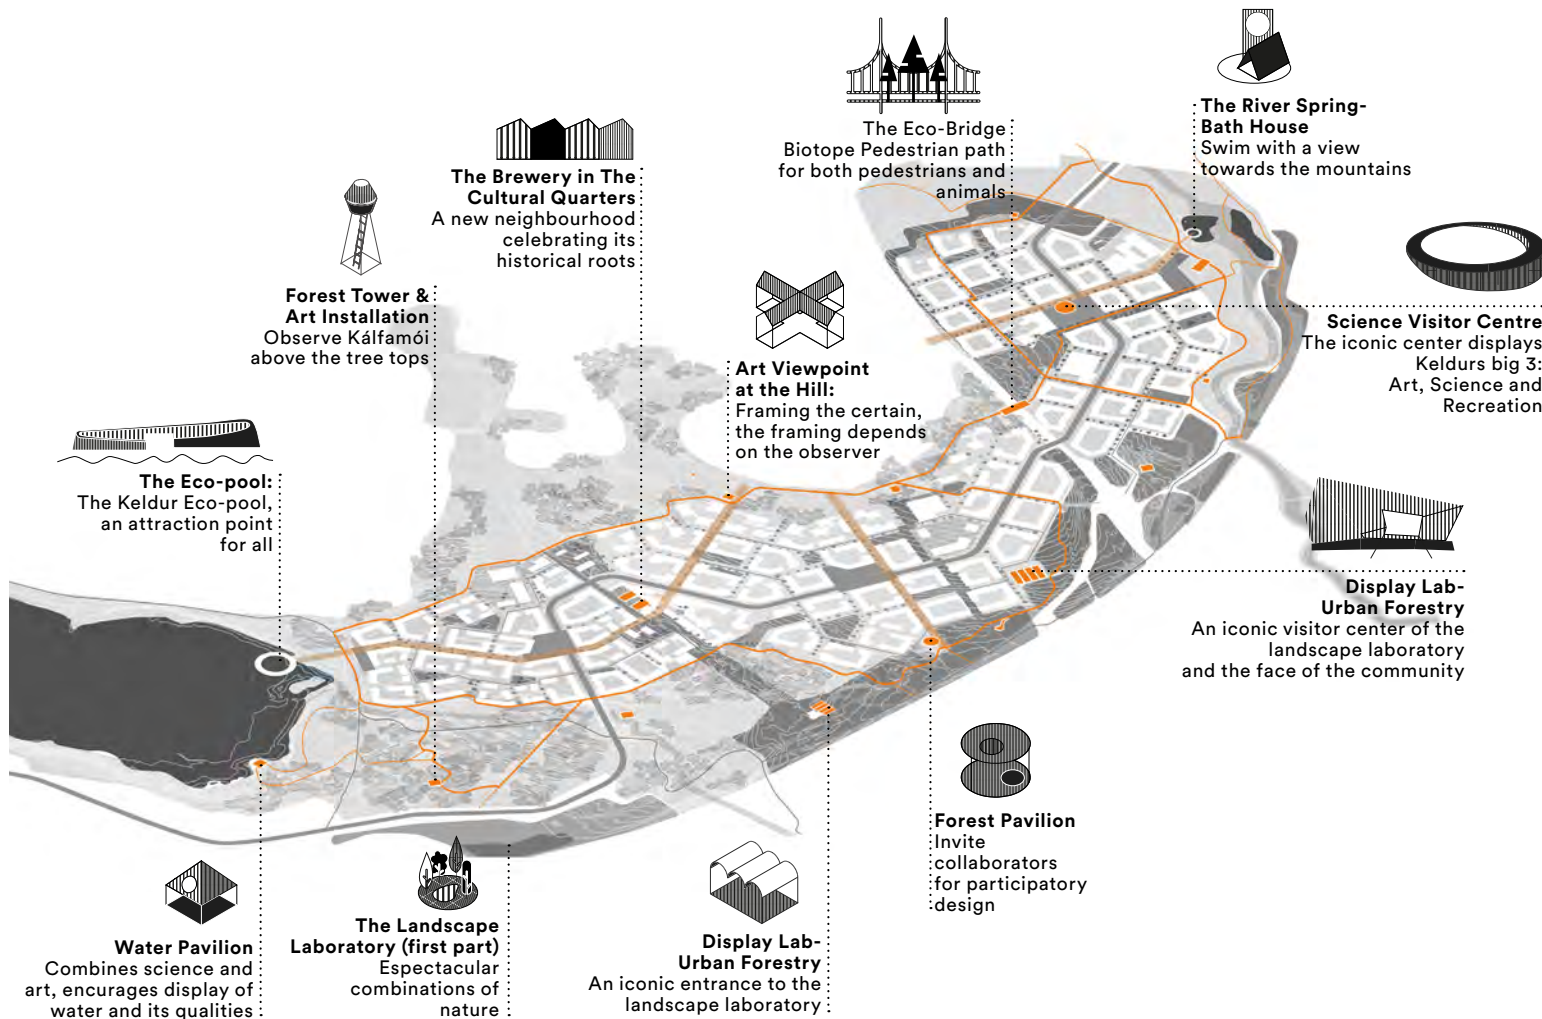 The Eco-Bridge
Biotope Pedestrian path
for both pedestrians and
animals
The River Spring-
Bath House
Swim with a view
towards the mountains
The Brewery in The
Cultural Quarters
A new neighbourhood
celebrating its
historical roots
Forest Tower &
Art Installation
Observe Kálfamói
above the tree tops
Science Visitor Centre
The iconic center displays
Keldurs big 3:
Art, Science and
Recreation
Art Viewpoint
at the Hill:
Framing the certain,
the framing depends
on the observer
The Eco-pool:
The Keldur Eco-pool,
an attraction point
for all
Display Lab-
Urban Forestry
An iconic visitor center of the
landscape laboratory
and the face of the community
Forest Pavilion
Invite
collaborators
for participatory
design
Water Pavilion
Combines science and
art, encurages display of
water and its qualities
The Landscape
Laboratory (first part)
Espectacular
combinations of
nature
Display Lab-
Urban Forestry
An iconic entrance to the
landscape laboratory